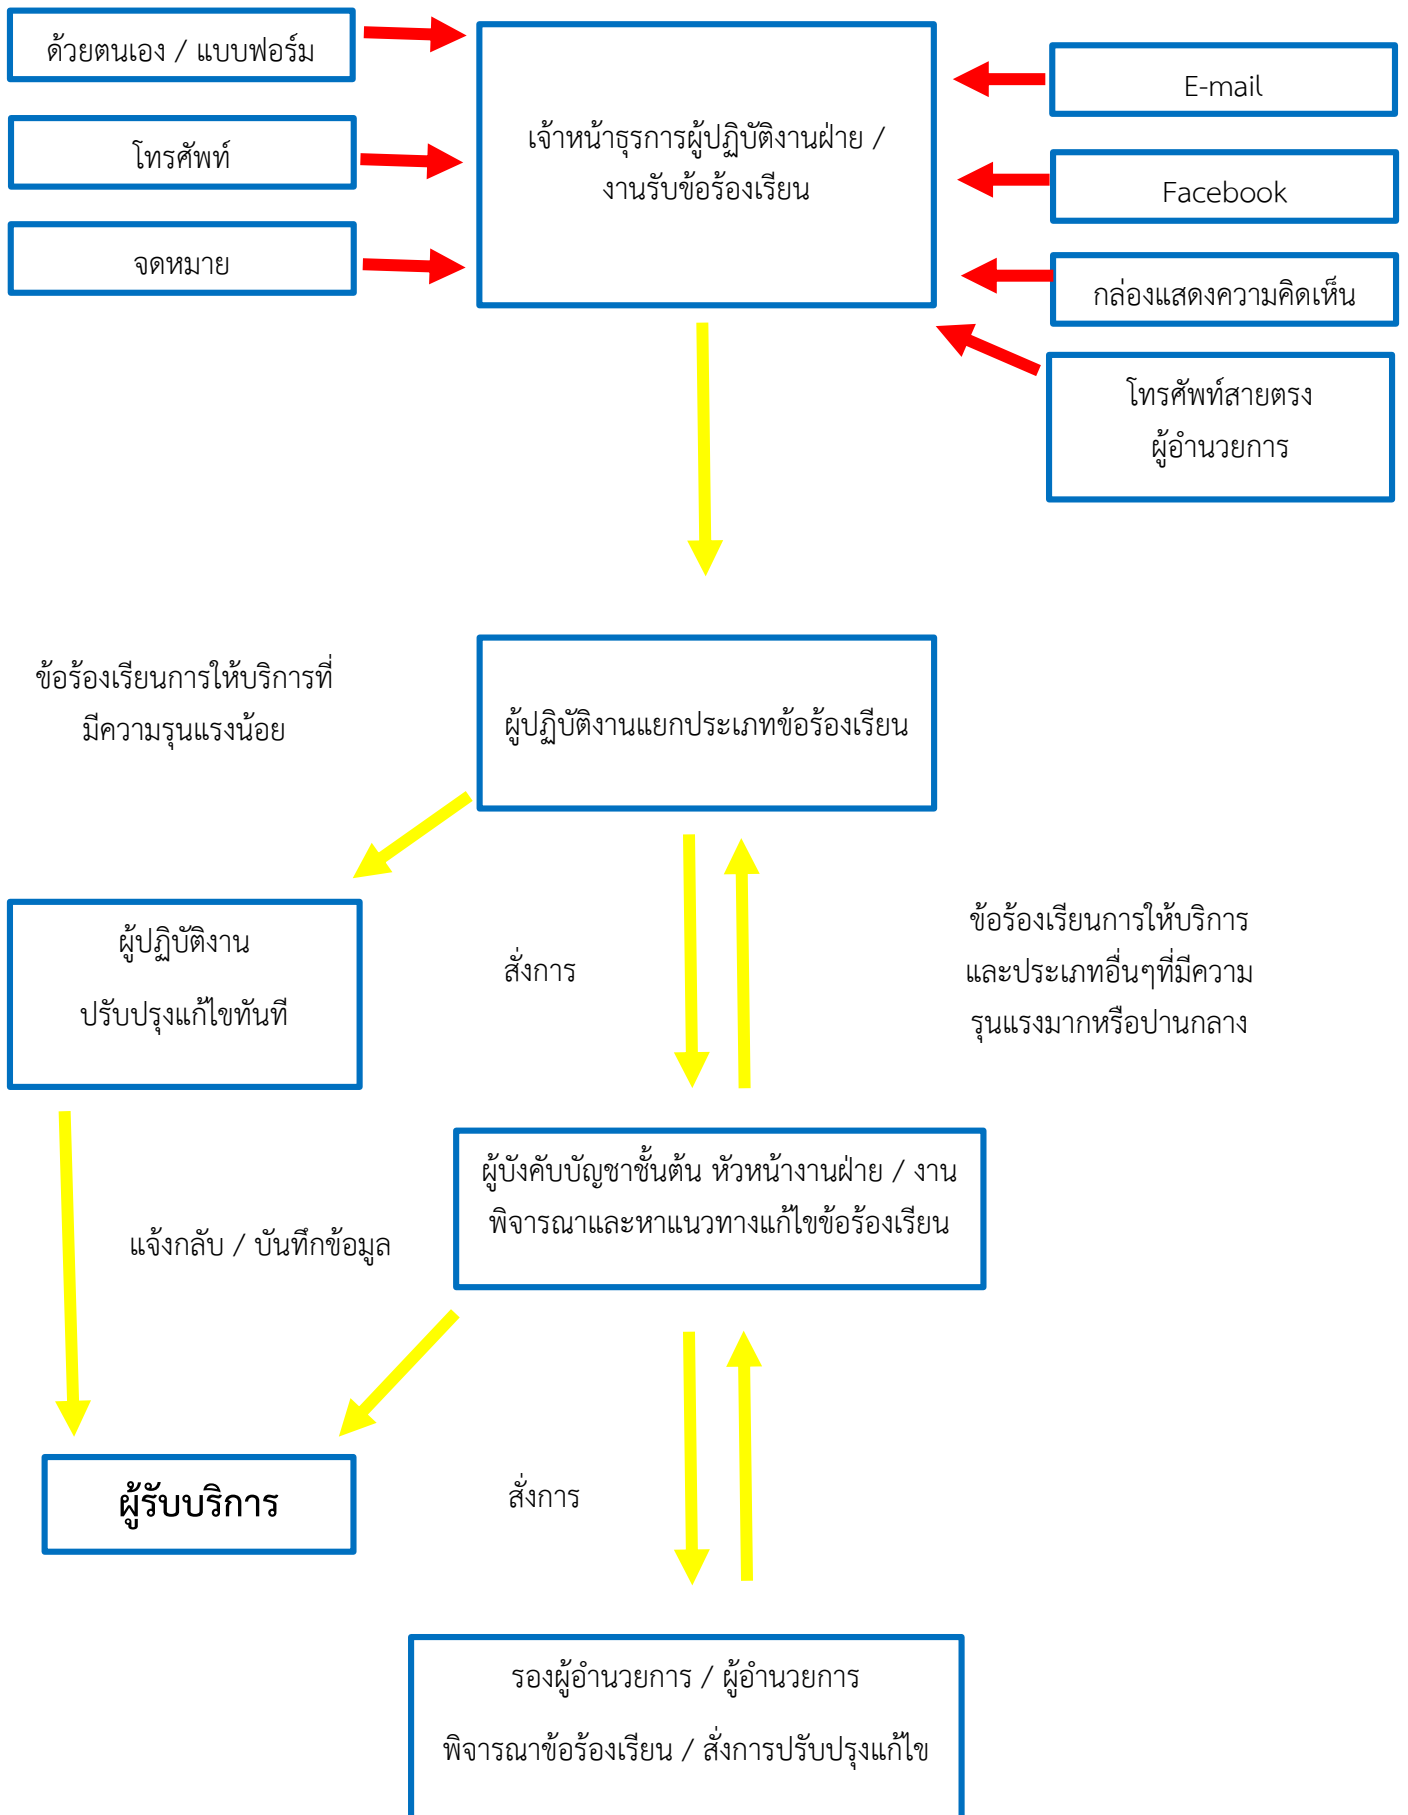 ด้วยตนเอง / แบบฟอร์ม
โทรศัพท์
จดหมาย
เจ้าหน้าธุรการผู้ปฏิบัติงานฝ่าย /
งานรับข้อร้องเรียน
E-mail
Facebook
กล่องแสดงความคิดเห็น
โทรศัพท์สายตรง
ผู้อำนวยการ
ข้อร้องเรียนการให้บริการที่
มีความรุนแรงน้อย
ผู้ปฏิบัติงานแยกประเภทข้อร้องเรียน
ผู้ปฏิบัติงาน
ปรับปรุงแก้ไขทันที
สั่งการ
ข้อร้องเรียนการให้บริการ
และประเภทอื่นๆที่มีความ
รุนแรงมากหรือปานกลาง
ผู้บังคับบัญชาชั้นต้น หัวหน้างานฝ่าย / งาน
พิจารณาและหาแนวทางแก้ไขข้อร้องเรียน
แจ้งกลับ / บันทึกข้อมูล
ผู้รับบริการ
สั่งการ
รองผู้อำนวยการ / ผู้อำนวยการ
พิจารณาข้อร้องเรียน / สั่งการปรับปรุงแก้ไข